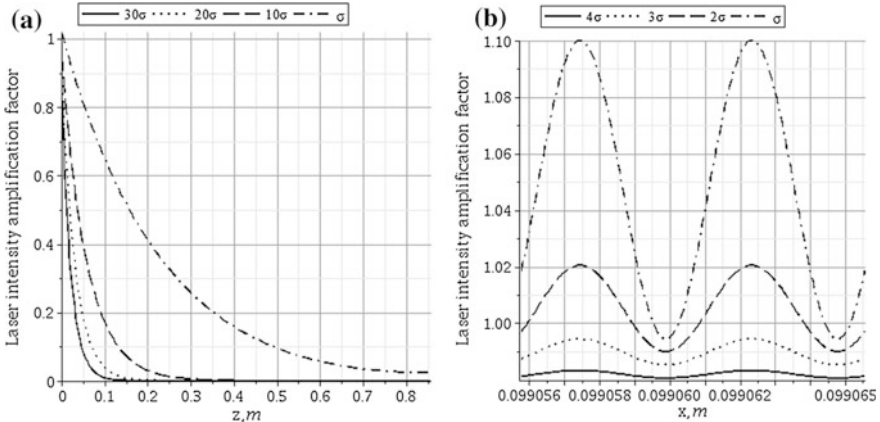 (a)
30σ 20σ 10σ σ
Laser intensity amplification factor
1
0.8
0.6
0.4
0.2
0
0 0.1 0.2 0.3 0.4 0.5 0.6 0.7 0.8
z, m
(b)
4σ 3σ 2σ σ
Laser intensity amplification factor
1.10
1.08
1.06
1.04
1.02
1.00
0.099056 0.099058 0.099060 0.099062 0.099065
x, m